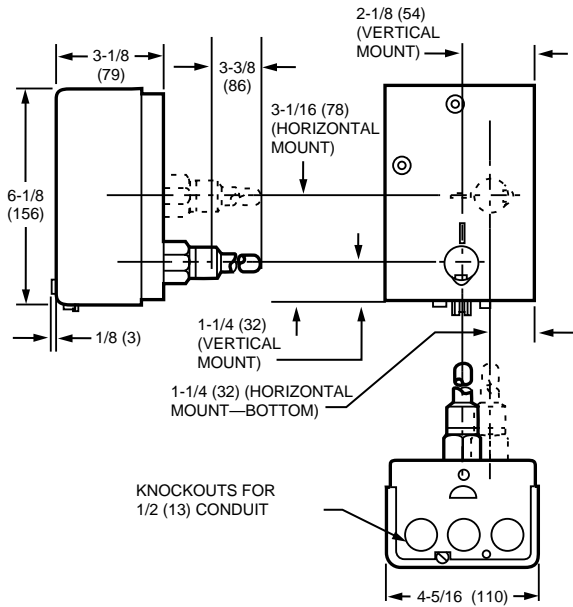 2-1/8 (54)
(VERTICAL
MOUNT)
3-1/8
(79)
3-3/8
(86)
3-1/16 (78)
(HORIZONTAL
MOUNT)
6-1/8
(156)
1/8 (3)
1-1/4 (32)
(VERTICAL
MOUNT)
1-1/4 (32) (HORIZONTAL
MOUNT—BOTTOM)
KNOCKOUTS FOR
1/2 (13) CONDUIT
4-5/16 (110)